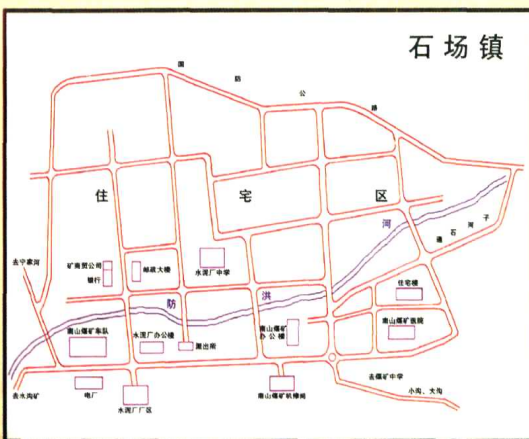 石场镇
国防公路
住宅区
河
通石河子
去宁家河
矿商贸公司
银行
邮政大楼
水泥厂中学
防洪
住宅楼
南山煤矿车队
水泥厂办公楼
派出所
南山煤矿
办公楼
南山煤矿医院
去煤矿中学
小沟、大沟
去水沟矿
电厂
水泥厂厂区
南山煤矿机修间